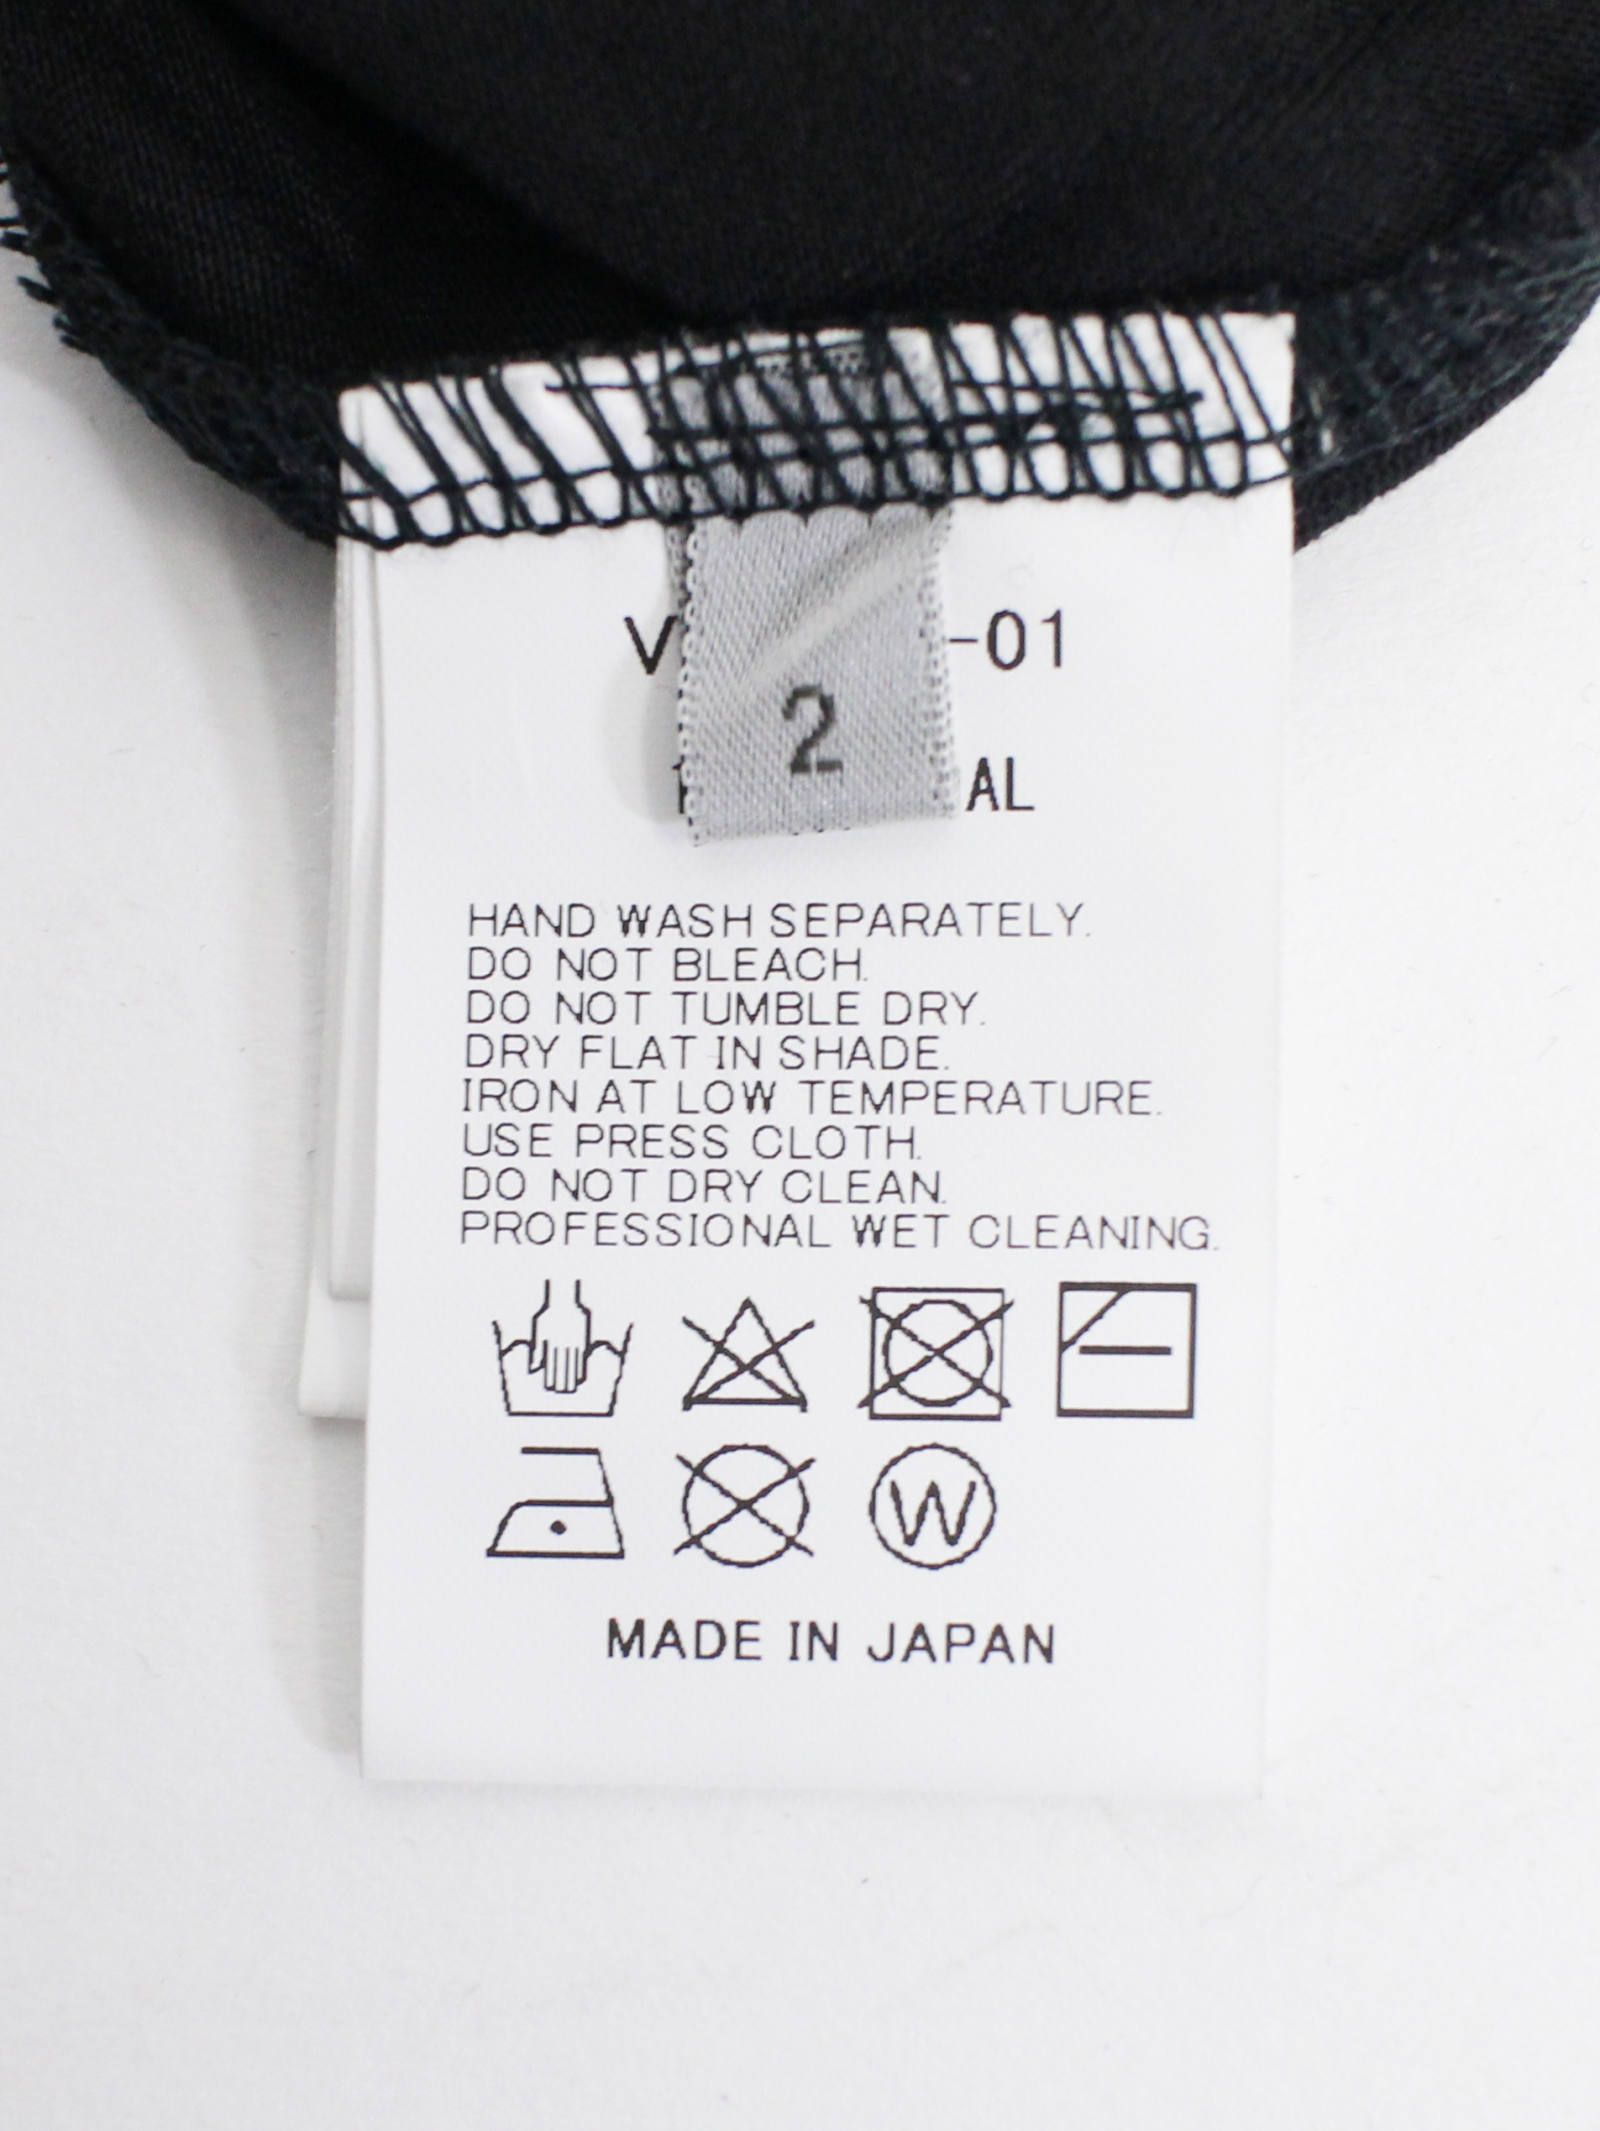 V -01
2
AL
HAND WASH SEPARATELY.
DO NOT BLEACH.
DO NOT TUMBLE DRY.
DRY FLAT IN SHADE.
IRON AT LOW TEMPERATURE.
USE PRESS CLOTH.
DO NOT DRY CLEAN.
PROFESSIONAL WET CLEANING.
W
MADE IN JAPAN